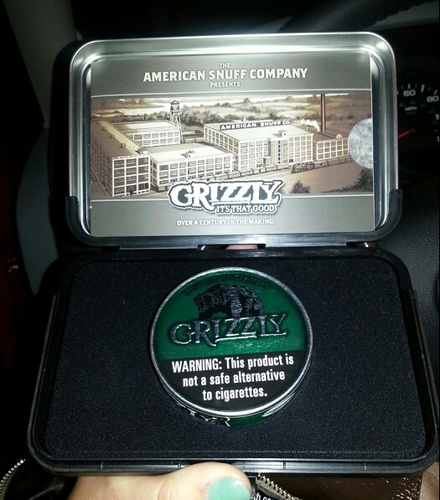 THE
AMERICAN SNUFF COMPANY
PRESENTS
AMERICAN SNUFF CO.
GRIZZLY
IT'S THAT GOOD
OVER A CENTURY IN THE MAKING.
GRIZZLY
WARNING: This product is
not a safe alternative
to cigarettes.